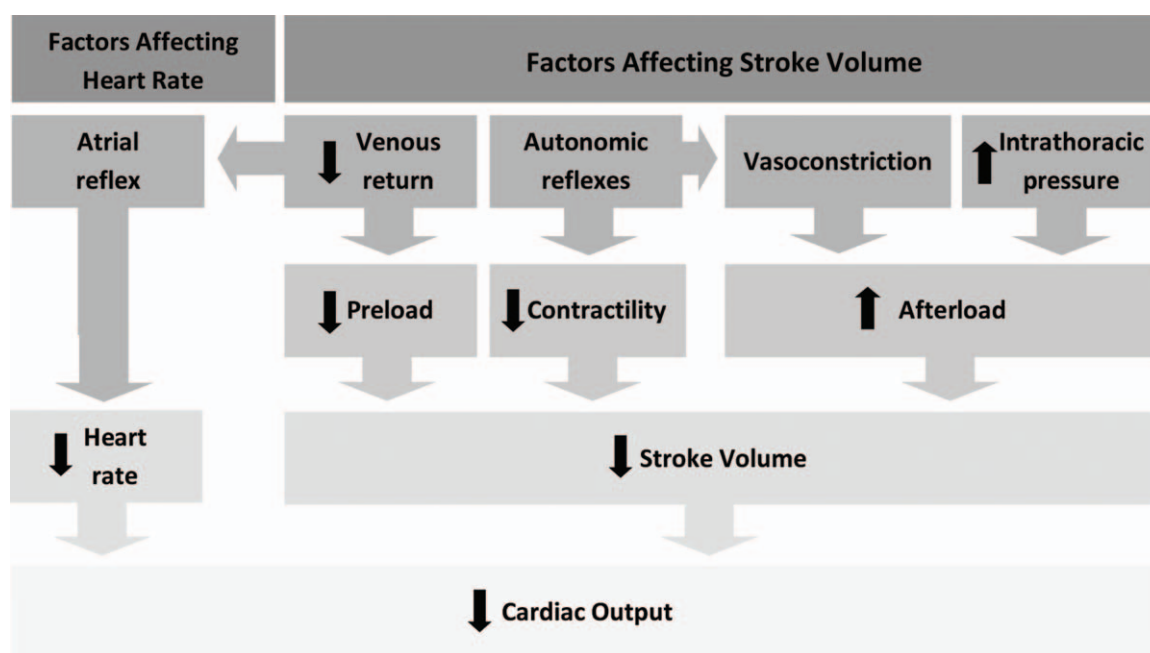 Factors Affecting
Heart Rate
Factors Affecting Stroke Volume
Atrial
reflex
Venous
return
Autonomic
reflexes
Vasoconstriction
Intrathoracic
pressure
Preload
Contractility
Afterload
Heart
rate
Stroke Volume
Cardiac Output